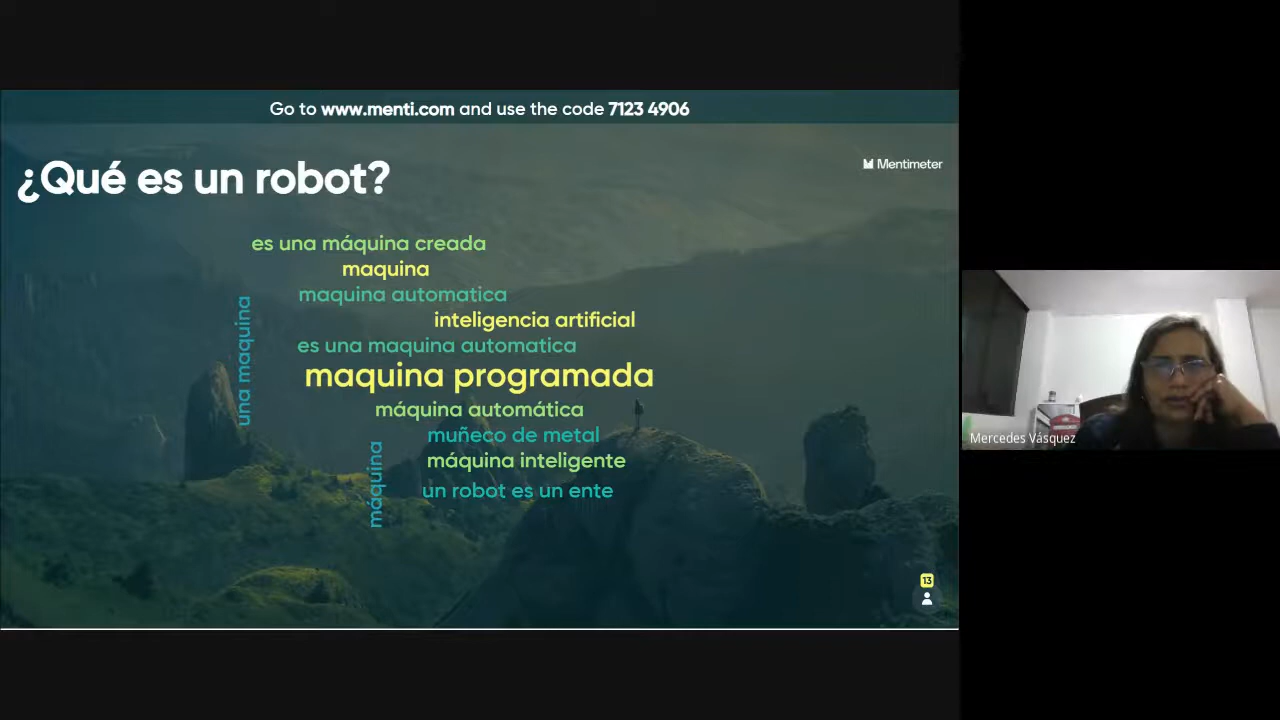 Go to www.menti.com and use the code 7123 4906
¿Qué es un robot?
Mentimeter
es una máquina creada
maquina
maquina automatica
inteligencia artificial
una maquina
es una maquina automatica
maquina programada
máquina automática
muñeco de metal
máquina inteligente
máquina
un robot es un ente
13
Mercedes Vásquez